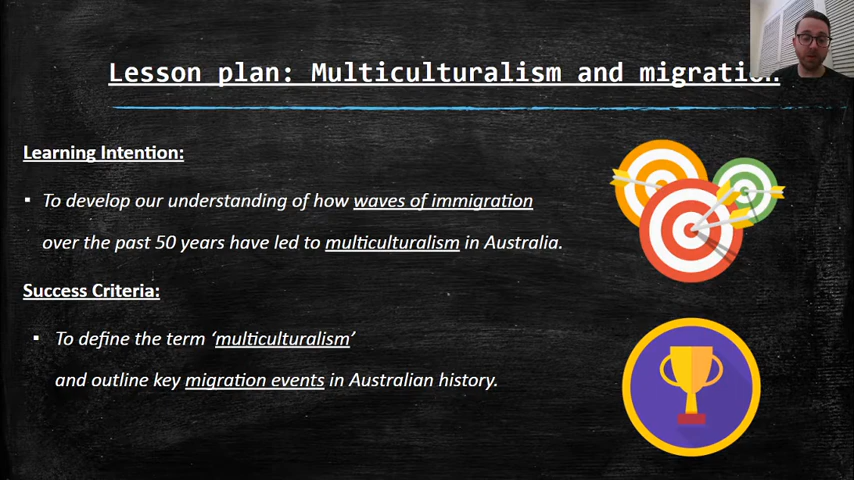 Lesson plan: Multiculturalism and migration
Learning Intention:
▪ To develop our understanding of how waves of immigration
over the past 50 years have led to multiculturalism in Australia.
Success Criteria:
▪ To define the term ‘multiculturalism’
and outline key migration events in Australian history.